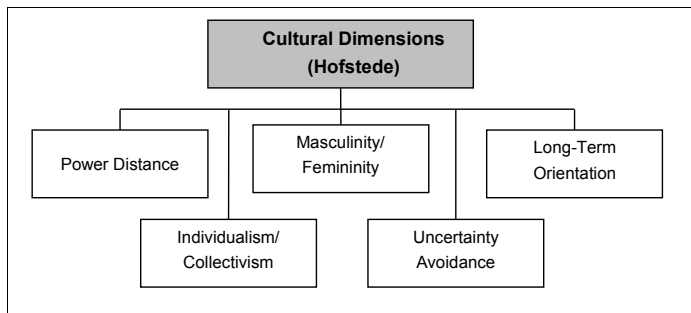 Cultural Dimensions
(Hofstede)
Power Distance
Masculinity/
Femininity
Long-Term
Orientation
Individualism/
Collectivism
Uncertainty
Avoidance